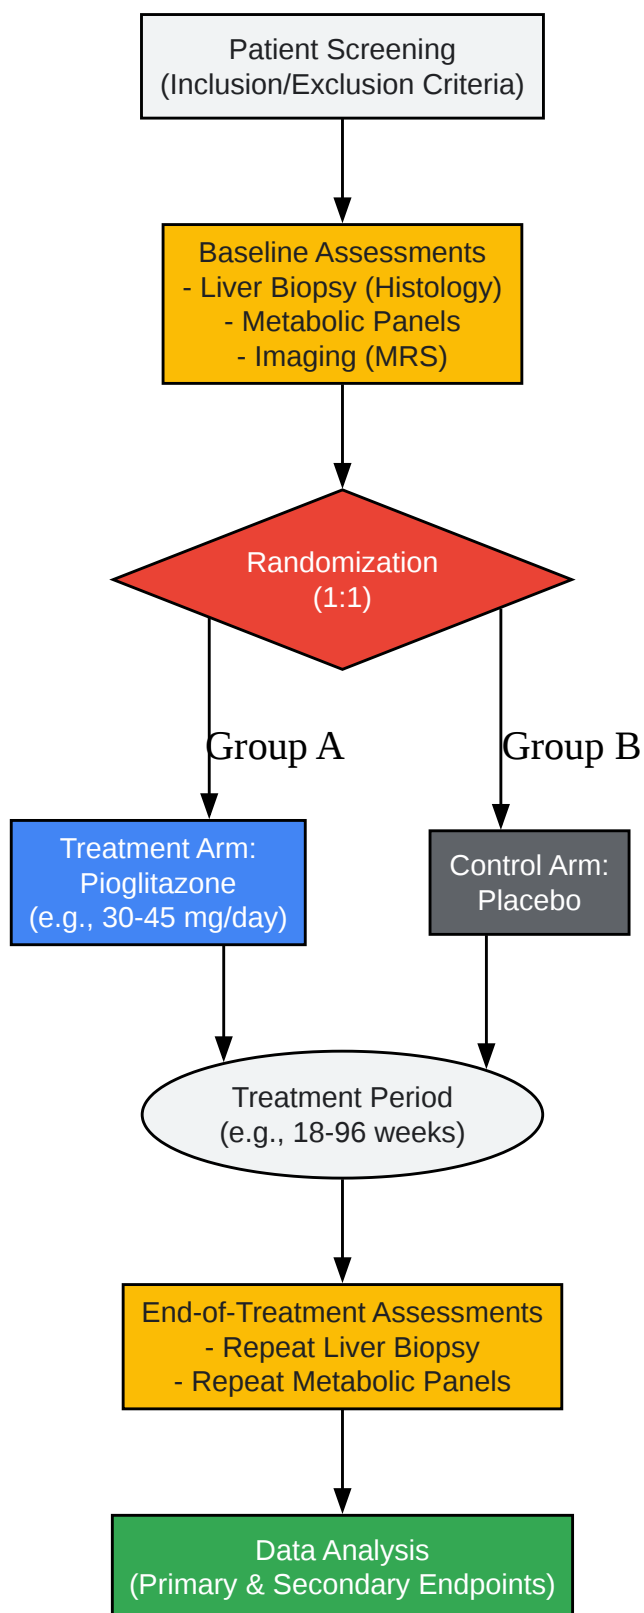 Patient Screening
(Inclusion/Exclusion Criteria)
Baseline Assessments
- Liver Biopsy (Histology)
- Metabolic Panels
- Imaging (MRS)
Randomization
(1:1)
Group A
Group B
Treatment Arm:
Pioglitazone
(e.g., 30-45 mg/day)
Control Arm:
Placebo
Treatment Period
(e.g., 18-96 weeks)
End-of-Treatment Assessments
- Repeat Liver Biopsy
- Repeat Metabolic Panels
Data Analysis
(Primary & Secondary Endpoints)